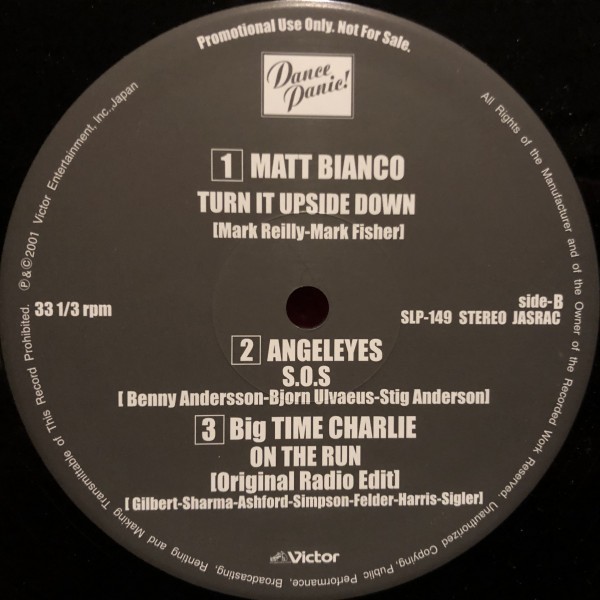 Promotional Use Only. Not For Sale.
Dance
Panic!
1 MATT BIANCO
TURN IT UPSIDE DOWN
[Mark Reilly-Mark Fisher]
33 1/3 rpm
side-B
SLP-149 STEREO JASRAC
2 ANGELEYES
S.O.S
[ Benny Andersson-Bjorn Ulvaeus-Stig Anderson]
3 Big TIME CHARLIE
ON THE RUN
[Original Radio Edit]
[ Gilbert-Sharma-Ashford-Simpson-Felder-Harris-Sigler]
Victor
All Rights of the Manufacturer and of the Owner of the Recorded Work Reserved. Unauthorized Copying, Public Performance, Broadcasting, Renting and Making Transmittable of This Record Prohibited. ℗&©2001 Victor Entertainment, Inc.,Japan